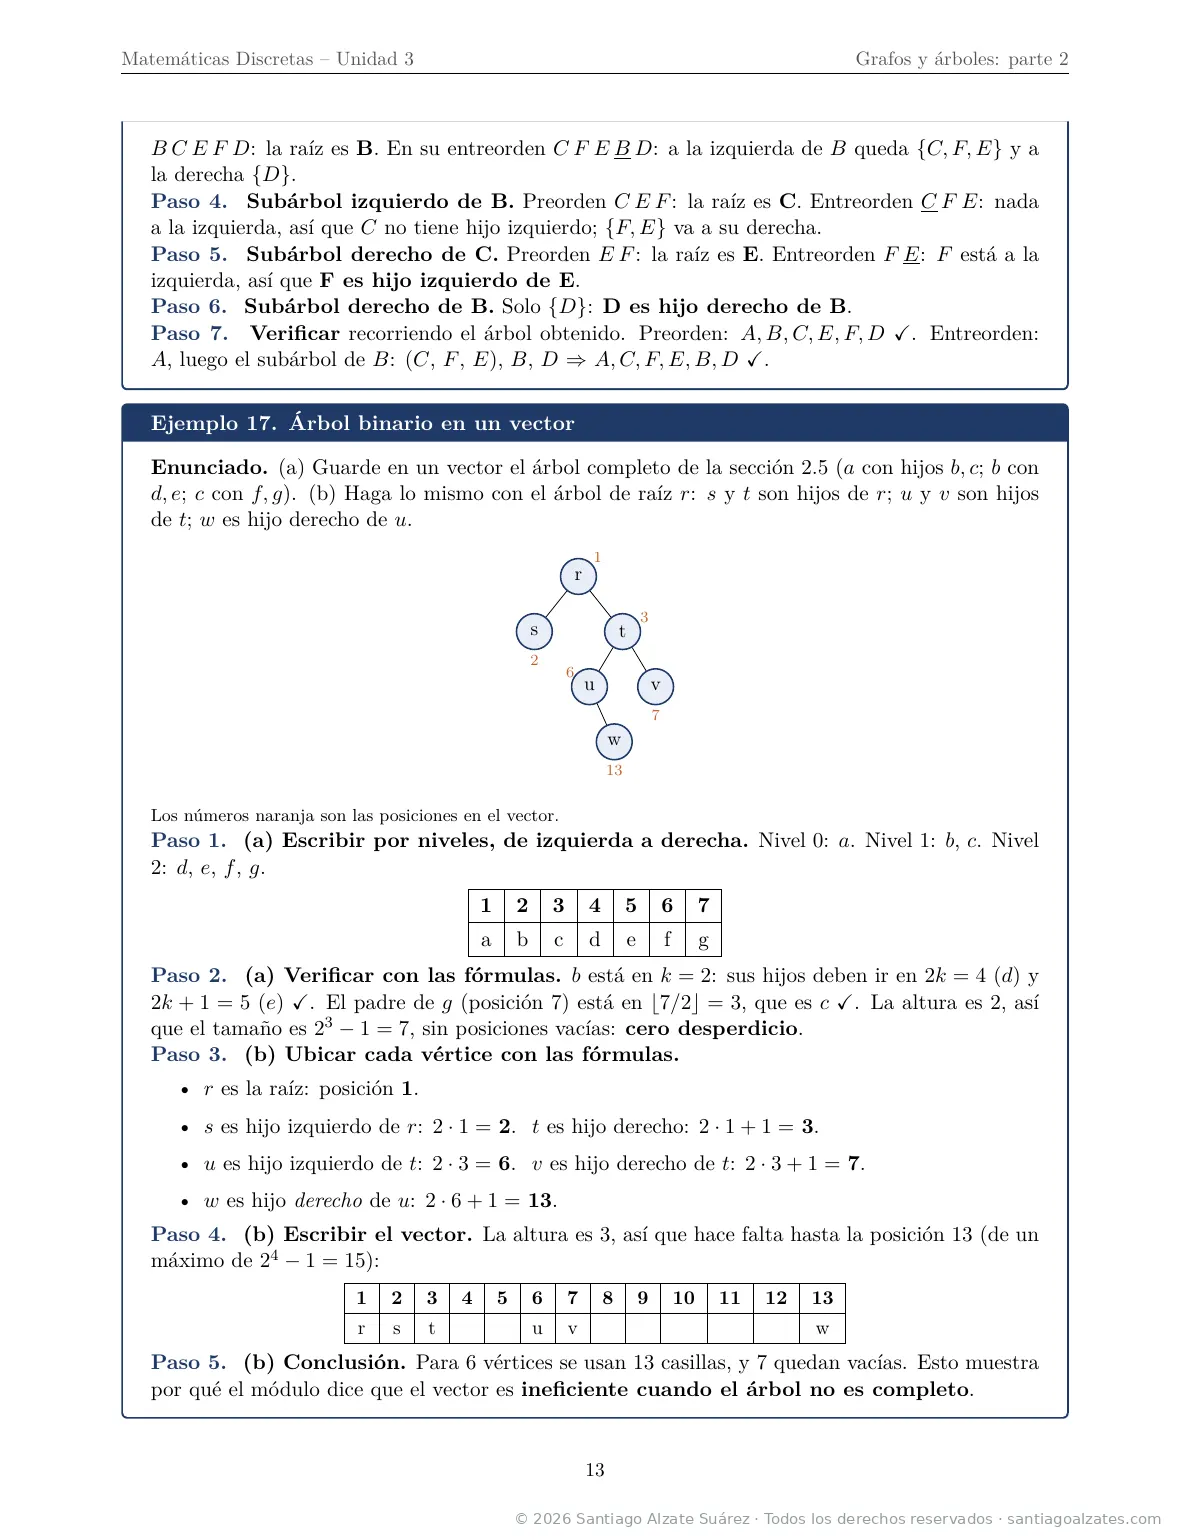 Matemáticas Discretas – Unidad 3
Grafos y árboles: parte 2
B C E F D: la raíz es B. En su entreorden C F E B D: a la izquierda de B queda {C, F, E} y a
la derecha {D}.
Paso 4. Subárbol izquierdo de B. Preorden C E F: la raíz es C. Entreorden C F E: nada
a la izquierda, así que C no tiene hijo izquierdo; {F, E} va a su derecha.
Paso 5. Subárbol derecho de C. Preorden E F: la raíz es E. Entreorden F E: F está a la
izquierda, así que F es hijo izquierdo de E.
Paso 6. Subárbol derecho de B. Solo {D}: D es hijo derecho de B.
Paso 7. Verificar recorriendo el árbol obtenido. Preorden: A, B, C, E, F, D ✓. Entreorden:
A, luego el subárbol de B: (C, F, E), B, D ⇒ A, C, F, E, B, D ✓.
Ejemplo 17. Árbol binario en un vector
Enunciado. (a) Guarde en un vector el árbol completo de la sección 2.5 (a con hijos b, c; b con
d, e; c con f, g). (b) Haga lo mismo con el árbol de raíz r: s y t son hijos de r; u y v son hijos
de t; w es hijo derecho de u.
1
r
s
t
3
2
6
u
v
7
w
13
Los números naranja son las posiciones en el vector.
Paso 1. (a) Escribir por niveles, de izquierda a derecha. Nivel 0: a. Nivel 1: b, c. Nivel
2: d, e, f, g.
1 2 3 4 5 6 7
a b c d e f g
Paso 2. (a) Verificar con las fórmulas. b está en k = 2: sus hijos deben ir en 2k = 4 (d) y
2k + 1 = 5 (e) ✓. El padre de g (posición 7) está en ⌊7/2⌋ = 3, que es c ✓. La altura es 2, así
que el tamaño es 2³ − 1 = 7, sin posiciones vacías: cero desperdicio.
Paso 3. (b) Ubicar cada vértice con las fórmulas.
• r es la raíz: posición 1.
• s es hijo izquierdo de r: 2 · 1 = 2. t es hijo derecho: 2 · 1 + 1 = 3.
• u es hijo izquierdo de t: 2 · 3 = 6. v es hijo derecho de t: 2 · 3 + 1 = 7.
• w es hijo derecho de u: 2 · 6 + 1 = 13.
Paso 4. (b) Escribir el vector. La altura es 3, así que hace falta hasta la posición 13 (de un
máximo de 2⁴ − 1 = 15):
1 2 3 4 5 6 7 8 9 10 11 12 13
r s t u v w
Paso 5. (b) Conclusión. Para 6 vértices se usan 13 casillas, y 7 quedan vacías. Esto muestra
por qué el módulo dice que el vector es ineficiente cuando el árbol no es completo.
13
© 2026 Santiago Alzate Suárez · Todos los derechos reservados · santiagoalzates.com